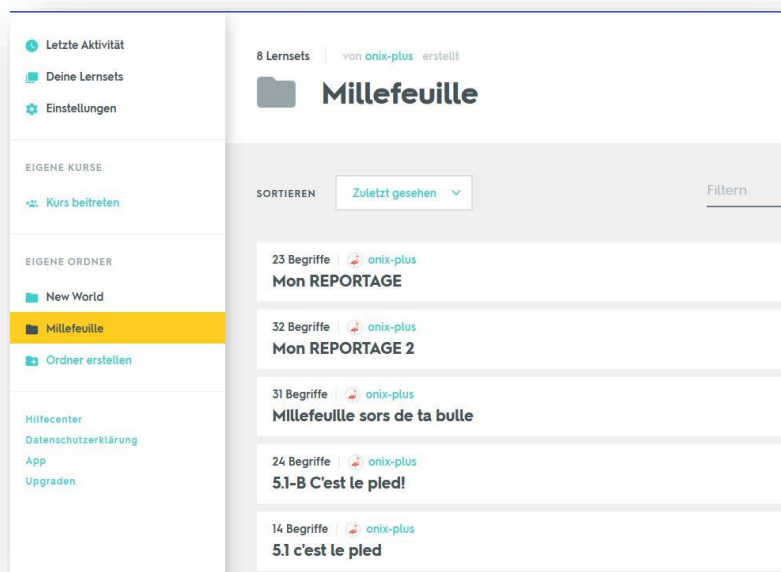 Letzte Aktivität
Deine Lernsets
Einstellungen
EIGENE KURSE
Kurs beitreten
EIGENE ORDNER
New World
Millefeuille
Ordner erstellen
Hilfecenter
Datenschutzerklärung
App
Upgraden
8 Lernsets von onix-plus erstellt
Millefeuille
SORTIEREN Zuletzt gesehen Filtern
23 Begriffe onix-plus
Mon REPORTAGE
32 Begriffe onix-plus
Mon REPORTAGE 2
31 Begriffe onix-plus
Millefeuille sors de ta bulle
24 Begriffe onix-plus
5.1-B C'est le pied!
14 Begriffe onix-plus
5.1 c'est le pied